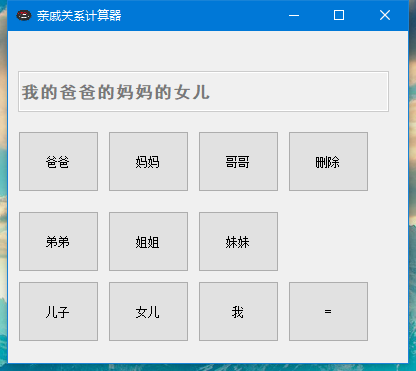 亲戚关系计算器
我的爸爸的妈妈的女儿
爸爸 妈妈 哥哥 删除
弟弟 姐姐 妹妹
儿子 女儿 我 =